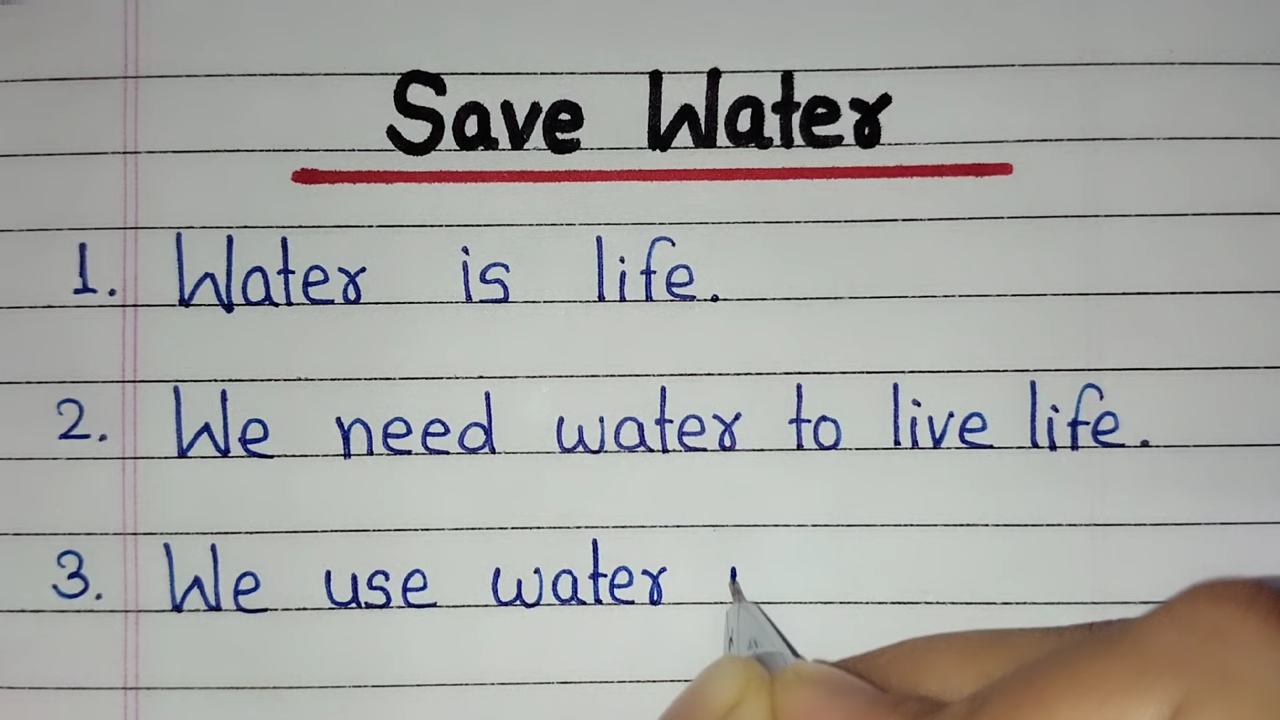 Save Water
1. Water is life.
2. We need water to live life.
3. We use water